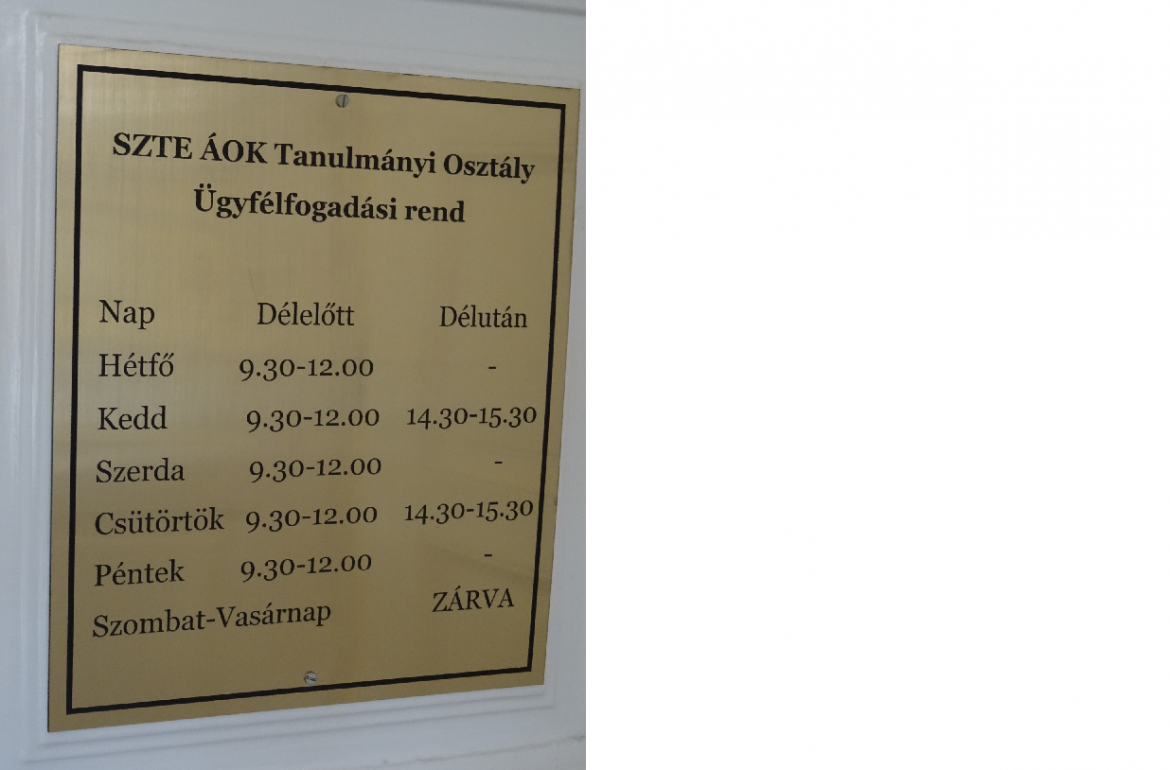 SZTE ÁOK Tanulmányi Osztály
Ügyfélfogadási rend
Nap Délelőtt Délután
Hétfő 9.30-12.00 -
Kedd 9.30-12.00 14.30-15.30
Szerda 9.30-12.00 -
Csütörtök 9.30-12.00 14.30-15.30
Péntek 9.30-12.00 -
Szombat-Vasárnap ZÁRVA